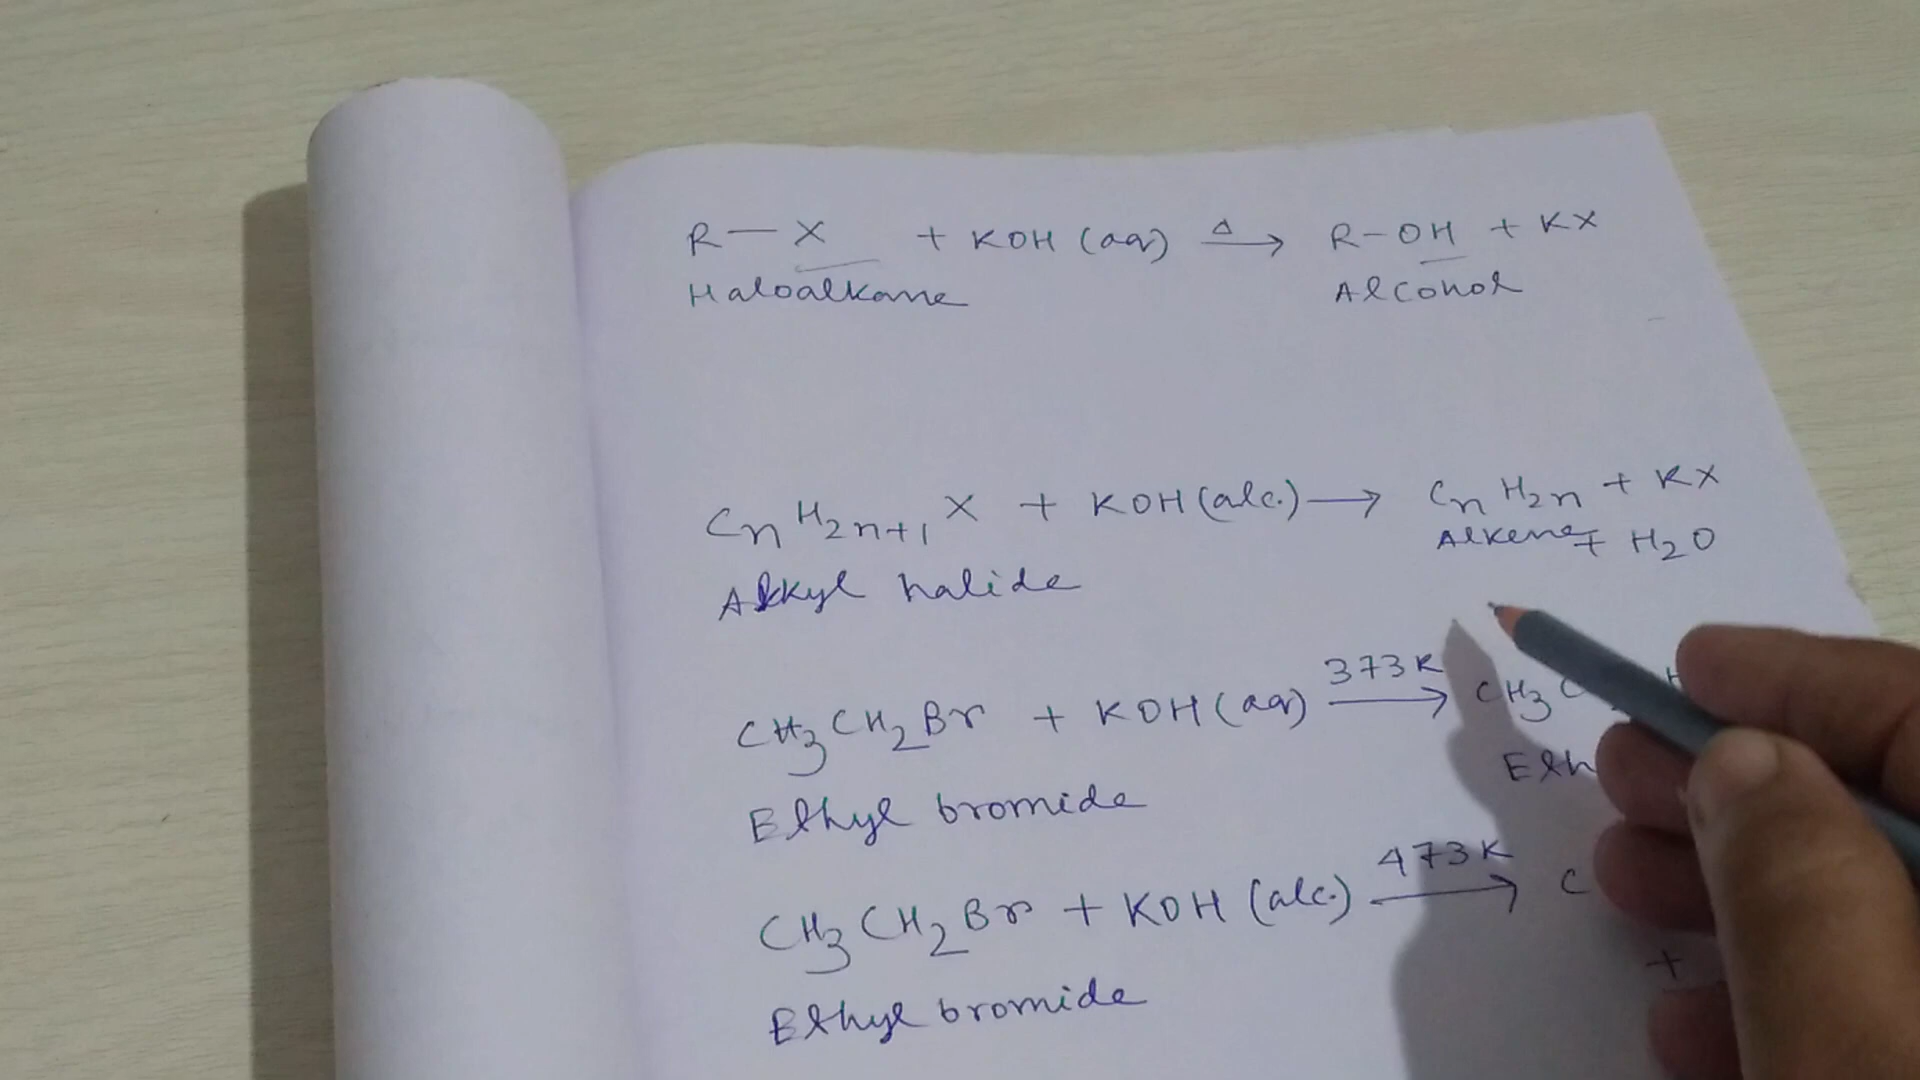 R—X + KOH (aq) Δ→ R-OH + KX
Haloalkane Alcohol
CnH2n+1X + KOH (alc.) → CnH2n + KX
Alkene + H2O
Alkyl halide
373K
CH3CH2Br + KOH (aq) → CH3C
Ethyl bromide Eth
473K
CH3CH2Br + KOH (alc.) → C
+
Ethyl bromide